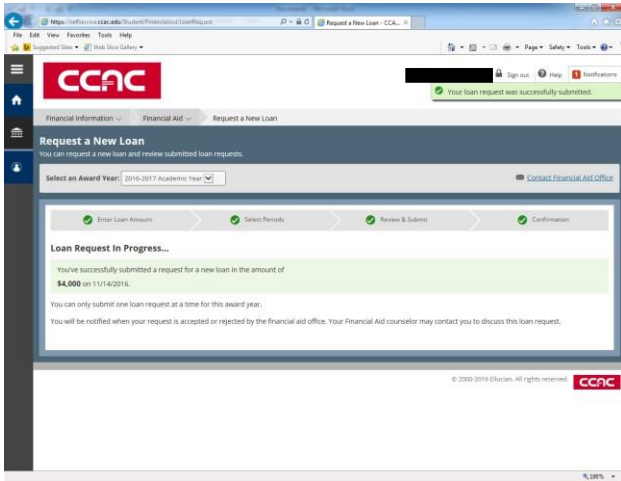 https://selfservice.ccac.edu/Student/FinancialAid/LoanRequest
Request a New Loan - CCA...
File Edit View Favorites Tools Help
Suggested Sites Web Slice Gallery
Page Safety Tools
CCAC
Sign out Help 1 Notifications
Your loan request was successfully submitted.
Financial Information Financial Aid Request a New Loan
Request a New Loan
You can request a new loan and review submitted loan requests.
Select an Award Year: 2016-2017 Academic Year
Contact Financial Aid Office
Enter Loan Amount Select Periods Review & Submit Confirmation
Loan Request In Progress...
You've successfully submitted a request for a new loan in the amount of
$4,000 on 11/14/2016.
You can only submit one loan request at a time for this award year.
You will be notified when your request is accepted or rejected by the financial aid office. Your Financial Aid counselor may contact you to discuss this loan request.
© 2000-2016 Ellucian. All rights reserved. CCAC
100%